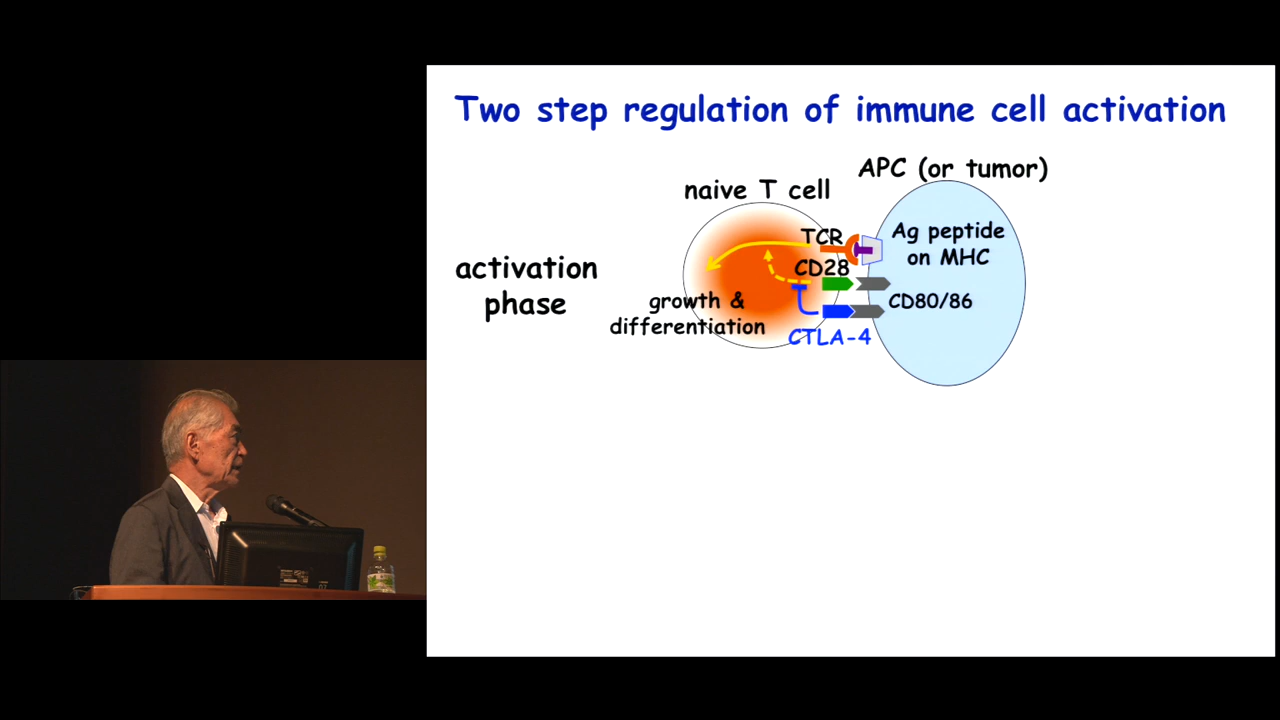 Two step regulation of immune cell activation
APC (or tumor)
naive T cell
TCR
Ag peptide
on MHC
activation
phase
CD28
growth &
differentiation
CD80/86
CTLA-4